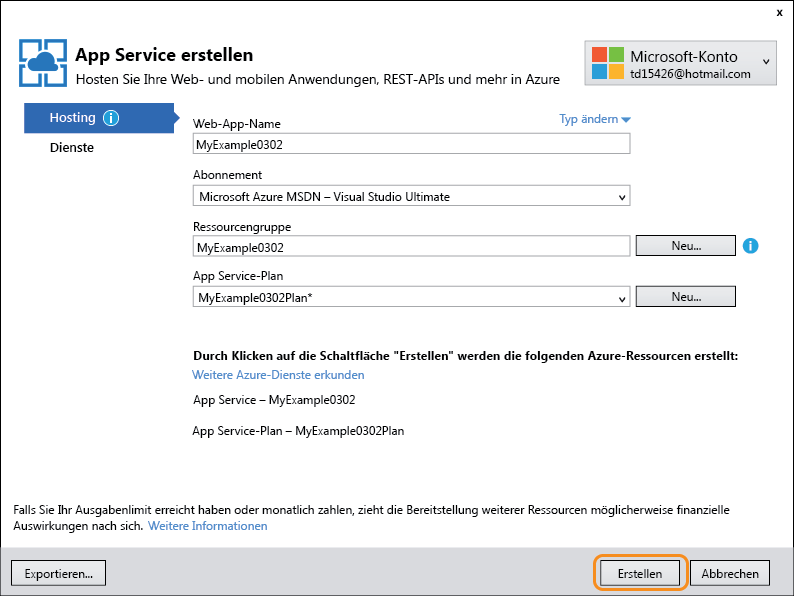 x
App Service erstellen
Hosten Sie Ihre Web- und mobilen Anwendungen, REST-APIs und mehr in Azure
Microsoft-Konto
td15426@hotmail.com
Hosting i
Dienste
Web-App-Name
Typ ändern
MyExample0302
Abonnement
Microsoft Azure MSDN – Visual Studio Ultimate
Ressourcengruppe
MyExample0302
Neu...
i
App Service-Plan
MyExample0302Plan*
Neu...
Durch Klicken auf die Schaltfläche "Erstellen" werden die folgenden Azure-Ressourcen erstellt:
Weitere Azure-Dienste erkunden
App Service – MyExample0302
App Service-Plan – MyExample0302Plan
Falls Sie Ihr Ausgabenlimit erreicht haben oder monatlich zahlen, zieht die Bereitstellung weiterer Ressourcen möglicherweise finanzielle
Auswirkungen nach sich. Weitere Informationen
Exportieren...
Erstellen
Abbrechen